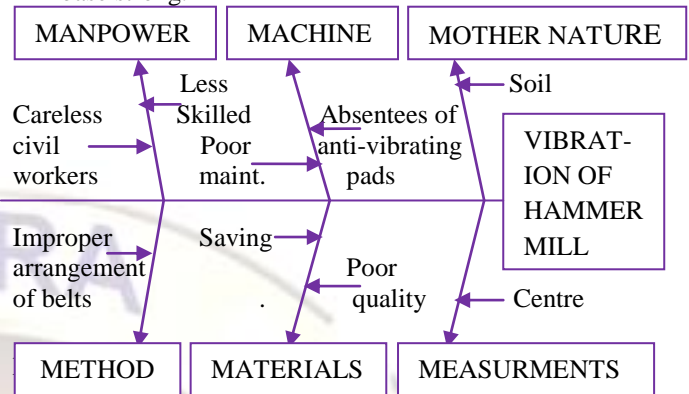 MANPOWER
MACHINE
MOTHER NATURE
Less
Skilled
Careless
civil
workers
Poor
maint.
Absentees of
anti-vibrating
pads
Soil
VIBRAT-
ION OF
HAMMER
MILL
Improper
arrangement
of belts
Saving
.
Poor
quality
Centre
METHOD
MATERIALS
MEASURMENTS